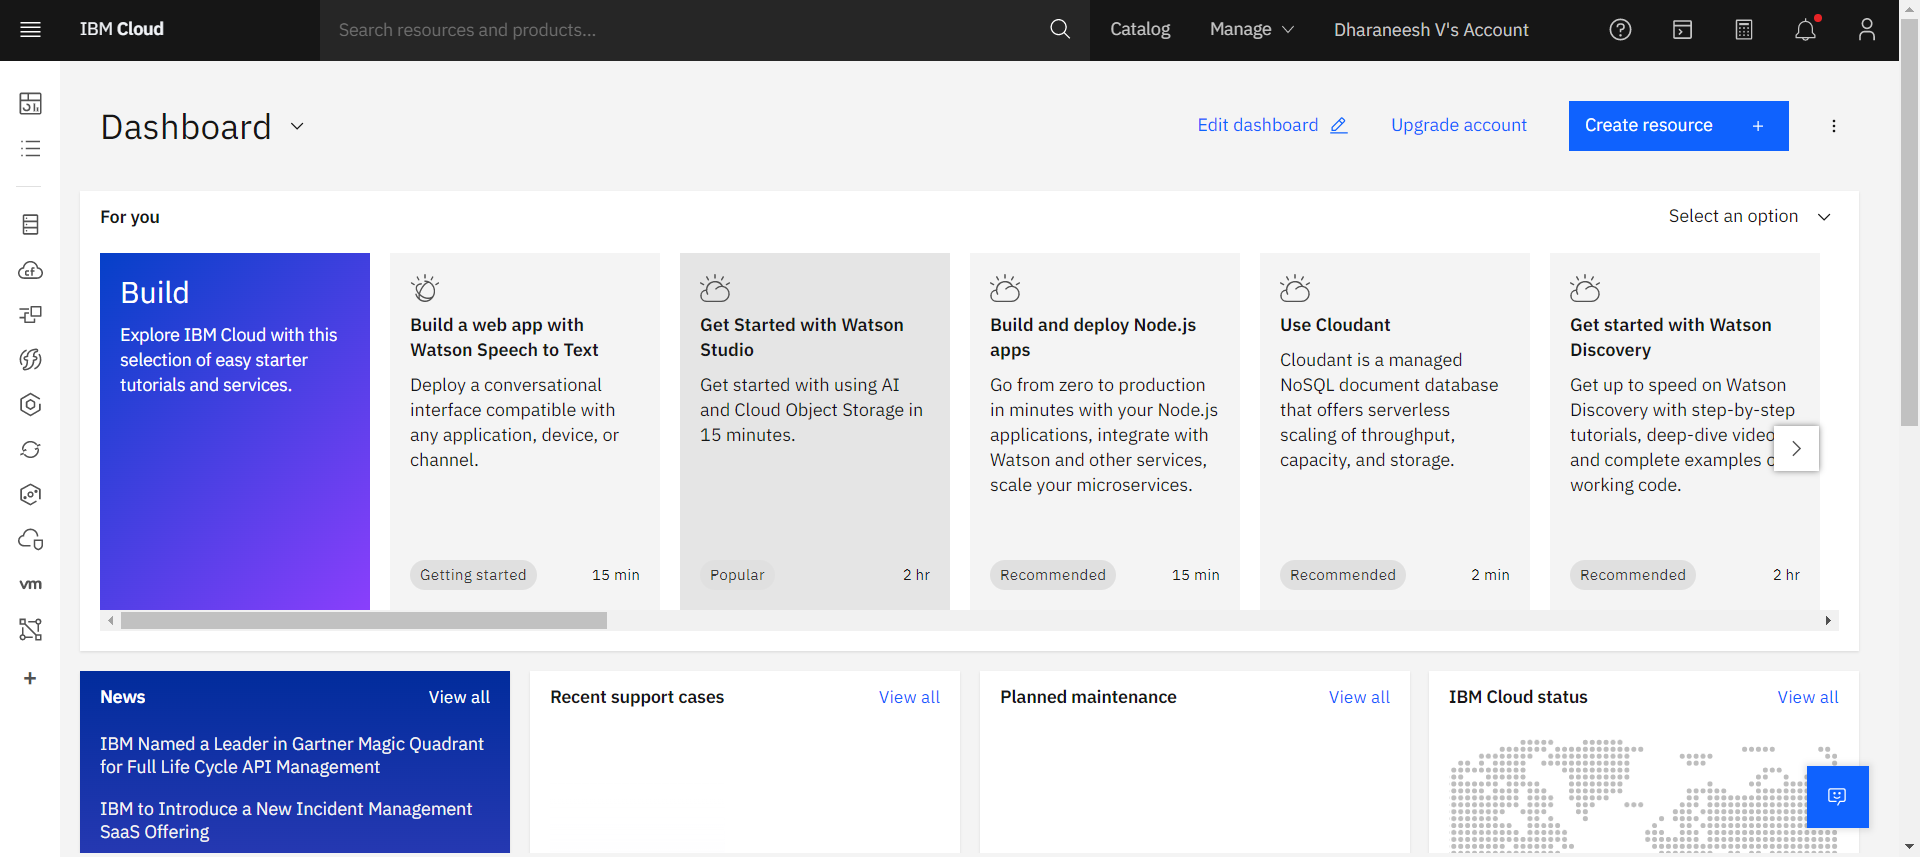 IBM Cloud
Search resources and products...
Catalog
Manage
Dharaneesh V's Account
Dashboard
Edit dashboard
Upgrade account
Create resource +
For you
Select an option
Build
Explore IBM Cloud with this
selection of easy starter
tutorials and services.
Build a web app with
Watson Speech to Text
Deploy a conversational
interface compatible with
any application, device, or
channel.
Getting started
15 min
Get Started with Watson
Studio
Get started with using AI
and Cloud Object Storage in
15 minutes.
Popular
2 hr
Build and deploy Node.js
apps
Go from zero to production
in minutes with your Node.js
applications, integrate with
Watson and other services,
scale your microservices.
Recommended
15 min
Use Cloudant
Cloudant is a managed
NoSQL document database
that offers serverless
scaling of throughput,
capacity, and storage.
Recommended
2 min
Get started with Watson
Discovery
Get up to speed on Watson
Discovery with step-by-step
tutorials, deep-dive video
and complete examples
working code.
Recommended
2 hr
cf
vm
News
View all
IBM Named a Leader in Gartner Magic Quadrant
for Full Life Cycle API Management
IBM to Introduce a New Incident Management
SaaS Offering
Recent support cases
View all
Planned maintenance
View all
IBM Cloud status
View all